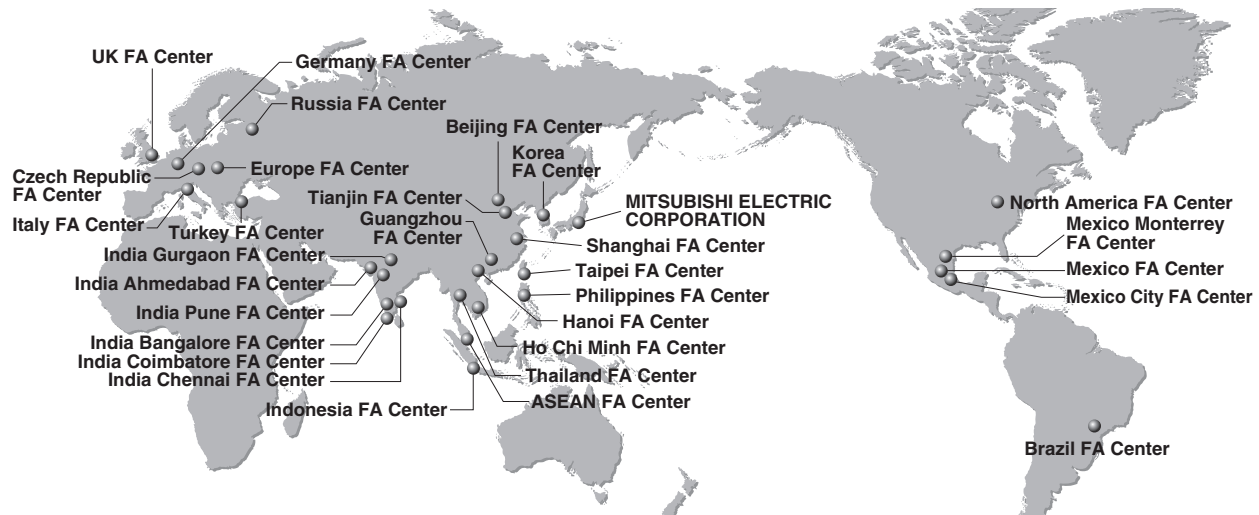 UK FA Center
Germany FA Center
Russia FA Center
Beijing FA Center
Korea
FA Center
Czech Republic
FA Center
Europe FA Center
Tianjin FA Center
MITSUBISHI ELECTRIC
CORPORATION
North America FA Center
Italy FA Center
Turkey FA Center
Guangzhou
FA Center
Mexico Monterrey
FA Center
Shanghai FA Center
India Gurgaon FA Center
Taipei FA Center
Mexico FA Center
India Ahmedabad FA Center
Philippines FA Center
Mexico City FA Center
India Pune FA Center
Hanoi FA Center
India Bangalore FA Center
Ho Chi Minh FA Center
India Coimbatore FA Center
India Chennai FA Center
Thailand FA Center
Indonesia FA Center
ASEAN FA Center
Brazil FA Center